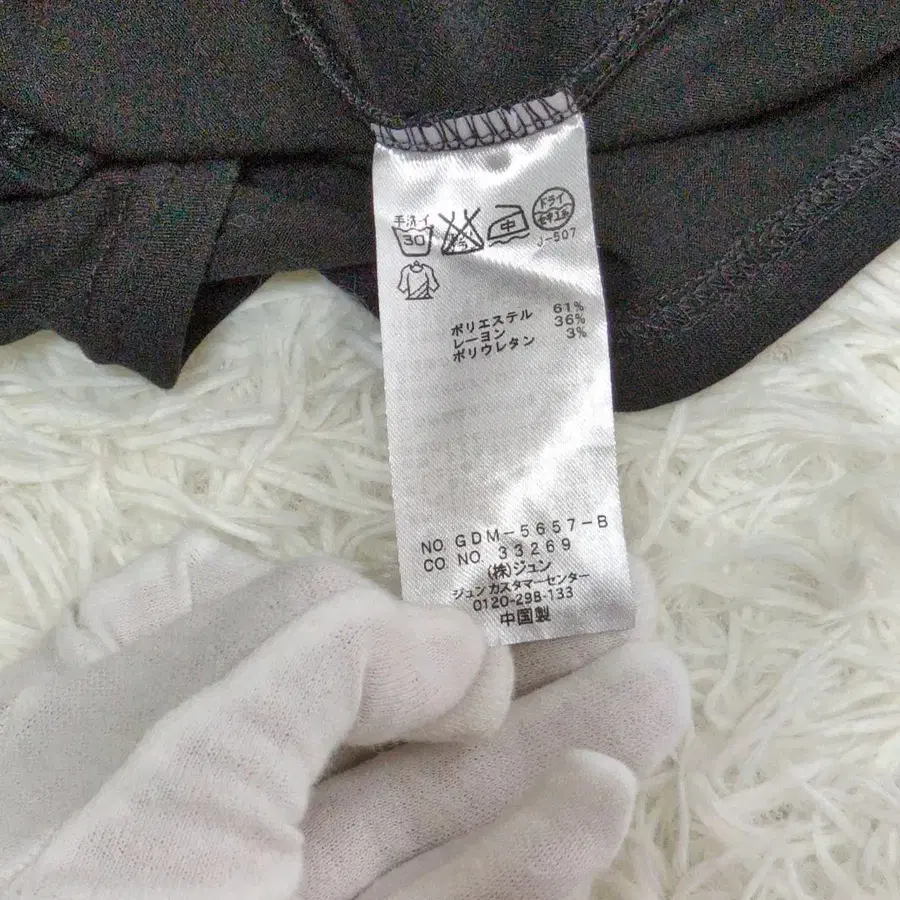 手洗イ
30
中
ドライ
セキユ系
J-507
ポリエステル 61%
レーヨン 36%
ポリウレタン 3%
NO. GDM-5657-B
CO. NO. 33269
(株)ジュン
ジュン カスタマーセンター
0120-298-133
中国製